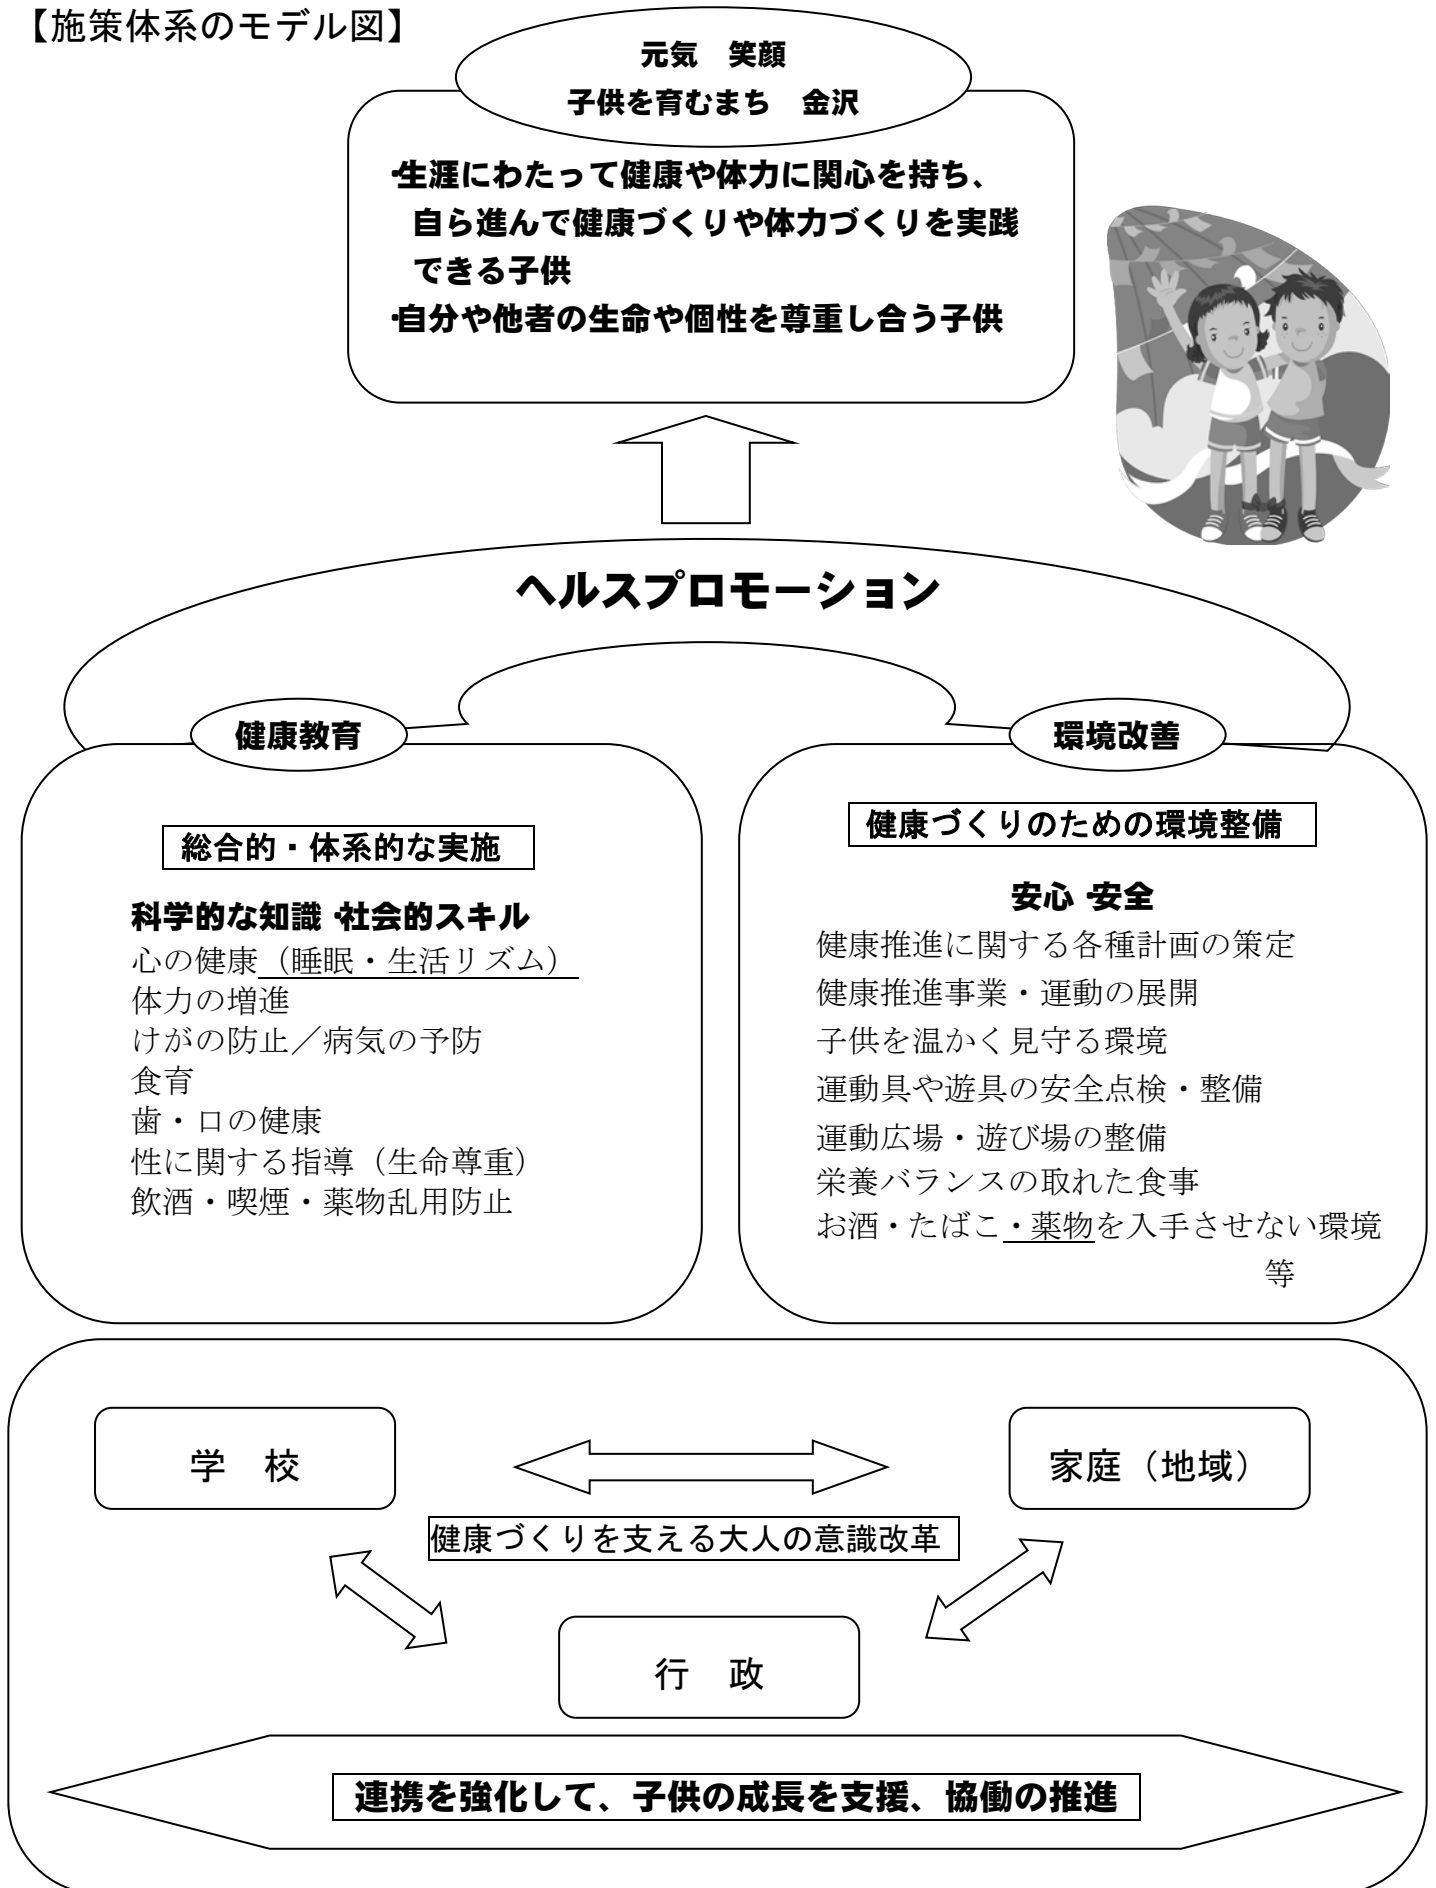 【施策体系のモデル図】
元気　笑顔
子供を育むまち　金沢
・生涯にわたって健康や体力に関心を持ち、
自ら進んで健康づくりや体力づくりを実践
できる子供
・自分や他者の生命や個性を尊重し合う子供
ヘルスプロモーション
健康教育
総合的・体系的な実施
科学的な知識・社会的スキル
心の健康（睡眠・生活リズム）
体力の増進
けがの防止／病気の予防
食育
歯・口の健康
性に関する指導（生命尊重）
飲酒・喫煙・薬物乱用防止
環境改善
健康づくりのための環境整備
安心・安全
健康推進に関する各種計画の策定
健康推進事業・運動の展開
子供を温かく見守る環境
運動具や遊具の安全点検・整備
運動広場・遊び場の整備
栄養バランスの取れた食事
お酒・たばこ・薬物を入手させない環境
等
学　校
家庭（地域）
健康づくりを支える大人の意識改革
行　政
連携を強化して、子供の成長を支援、協働の推進